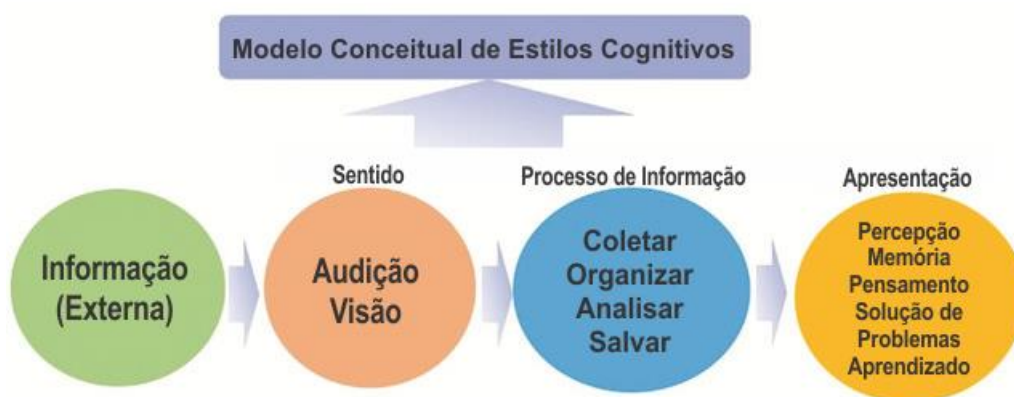 Modelo Conceitual de Estilos Cognitivos
Informação
(Externa)
Sentido
Audição
Visão
Processo de Informação
Coletar
Organizar
Analisar
Salvar
Apresentação
Percepção
Memória
Pensamento
Solução de
Problemas
Aprendizado